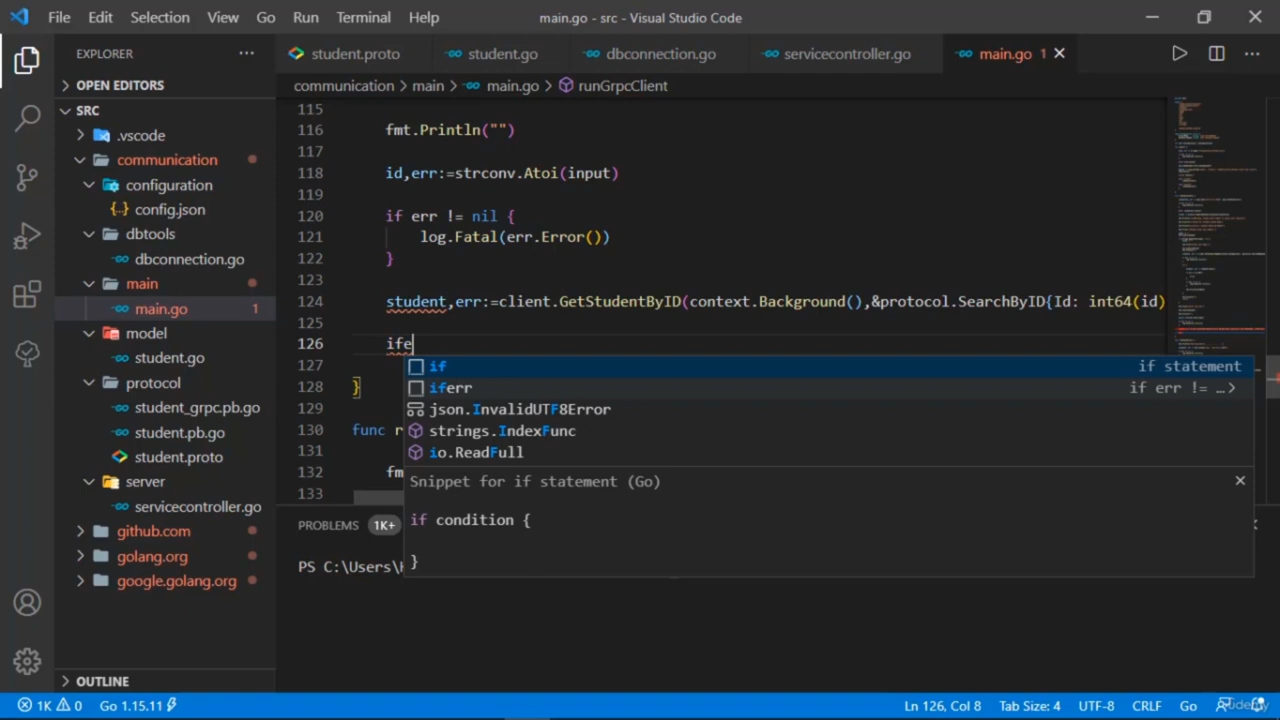 File Edit Selection View Go Run Terminal Help main.go - src - Visual Studio Code
EXPLORER
student.proto student.go dbconnection.go servicecontroller.go main.go 1
OPEN EDITORS
communication > main > main.go > runGrpcClient
SRC
.vscode
communication
configuration
config.json
dbtools
dbconnection.go
main
main.go 1
model
student.go
protocol
student_grpc.pb.go
student.pb.go
student.proto
server
servicecontroller.go
github.com
golang.org
google.golang.org
OUTLINE
115
116 fmt.Println("")
117
118 id,err:=strconv.Atoi(input)
119
120 if err != nil {
121 log.Fatal(err.Error())
122 }
123
124 student,err:=client.GetStudentByID(context.Background(),&protocol.SearchByID{Id: int64(id)
125
126 ife
127
128 }
129
130 func r
131
132 fm
133
if if statement
iferr if err != …>
json.InvalidUTF8Error
strings.IndexFunc
io.ReadFull
Snippet for if statement (Go)
if condition {
}
PROBLEMS 1K+
PS C:\Users\
1K 0 Go 1.15.11 Ln 126, Col 8 Tab Size: 4 UTF-8 CRLF Go